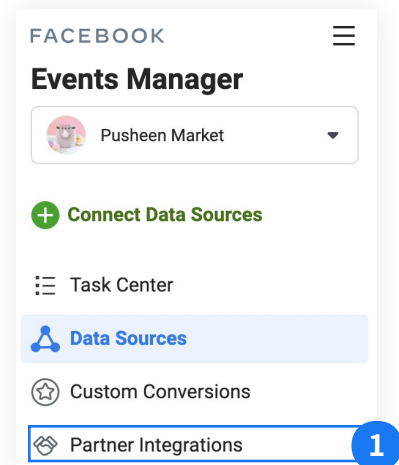 FACEBOOK
Events Manager
Pusheen Market
Connect Data Sources
Task Center
Data Sources
Custom Conversions
Partner Integrations 1